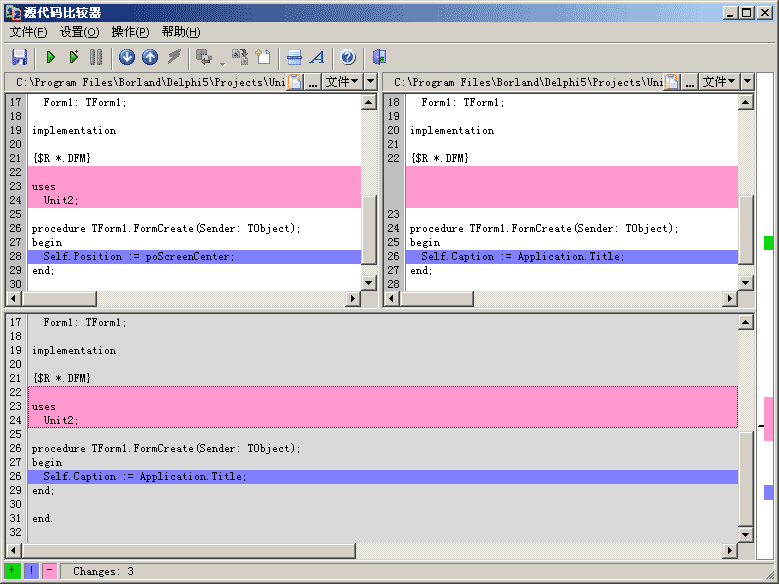 源代码比较器
文件(F) 设置(O) 操作(P) 帮助(H)
C:\Program Files\Borland\Delphi5\Projects\Uni ... 文件
17 Form1: TForm1;
18
19 implementation
20
21 {$R *.DFM}
22
23 uses
24 Unit2;
25
26 procedure TForm1.FormCreate(Sender: TObject);
27 begin
28 Self.Position := poScreenCenter;
29 end;
30
C:\Program Files\Borland\Delphi5\Projects\Uni ... 文件
18 Form1: TForm1;
19
20 implementation
21
22 {$R *.DFM}
23
24 procedure TForm1.FormCreate(Sender: TObject);
25 begin
26 Self.Caption := Application.Title;
27 end;
28
17 Form1: TForm1;
18
19 implementation
20
21 {$R *.DFM}
22
23 uses
24 Unit2;
25
26 procedure TForm1.FormCreate(Sender: TObject);
27 begin
26 Self.Caption := Application.Title;
29 end;
30
31 end.
32
+ ! - Changes: 3